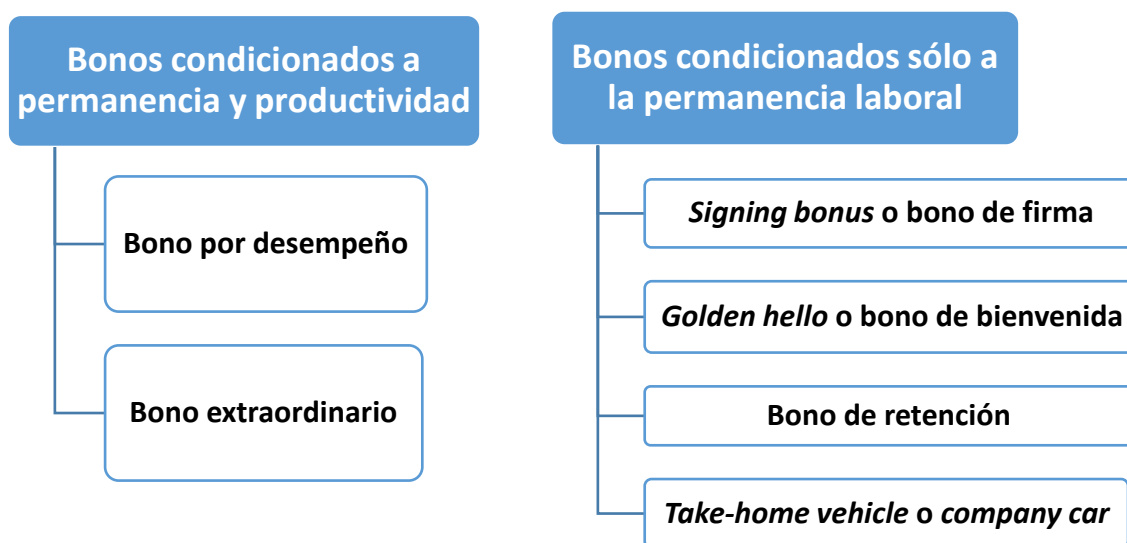 Bonos condicionados a
permanencia y productividad
Bono por desempeño
Bono extraordinario
Bonos condicionados sólo a
la permanencia laboral
Signing bonus o bono de firma
Golden hello o bono de bienvenida
Bono de retención
Take-home vehicle o company car